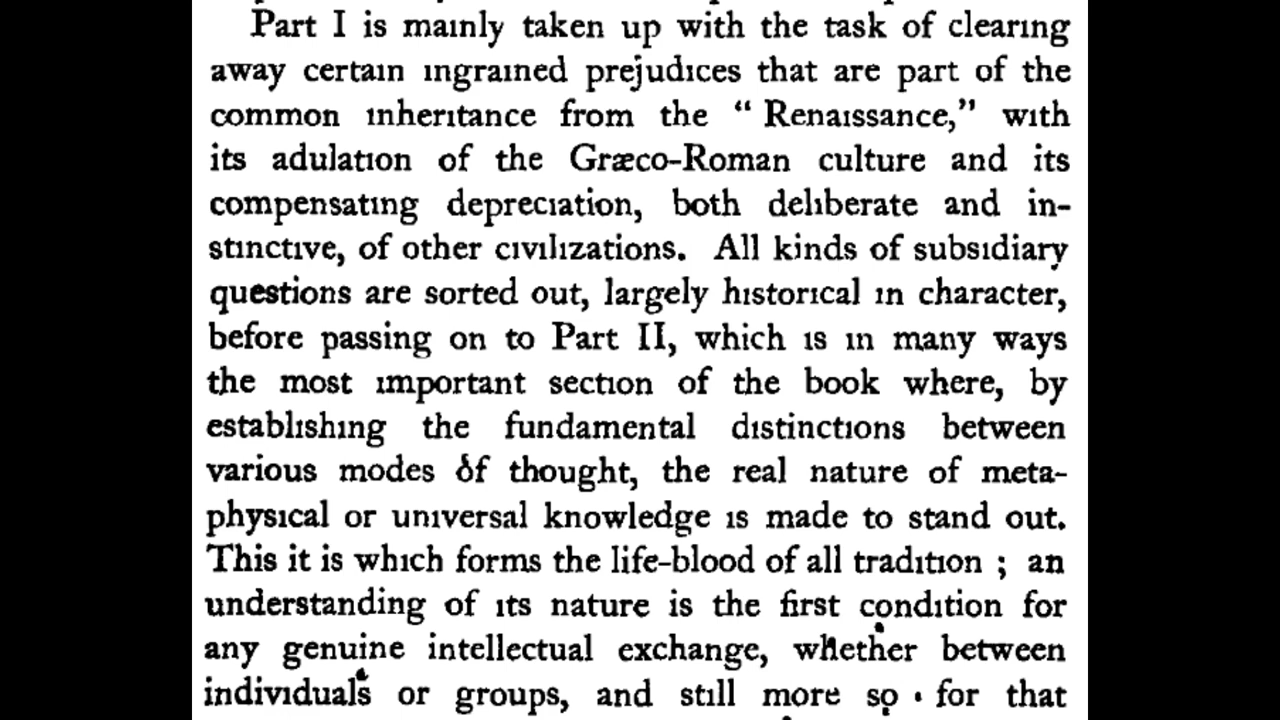 Part I is mainly taken up with the task of clearing
away certain ingrained prejudices that are part of the
common inheritance from the “ Renaissance,” with
its adulation of the Græco-Roman culture and its
compensating depreciation, both deliberate and in-
stinctive, of other civilizations. All kinds of subsidiary
questions are sorted out, largely historical in character,
before passing on to Part II, which is in many ways
the most important section of the book where, by
establishing the fundamental distinctions between
various modes of thought, the real nature of meta-
physical or universal knowledge is made to stand out.
This it is which forms the life-blood of all tradition ; an
understanding of its nature is the first condition for
any genuine intellectual exchange, whether between
individuals or groups, and still more so for that